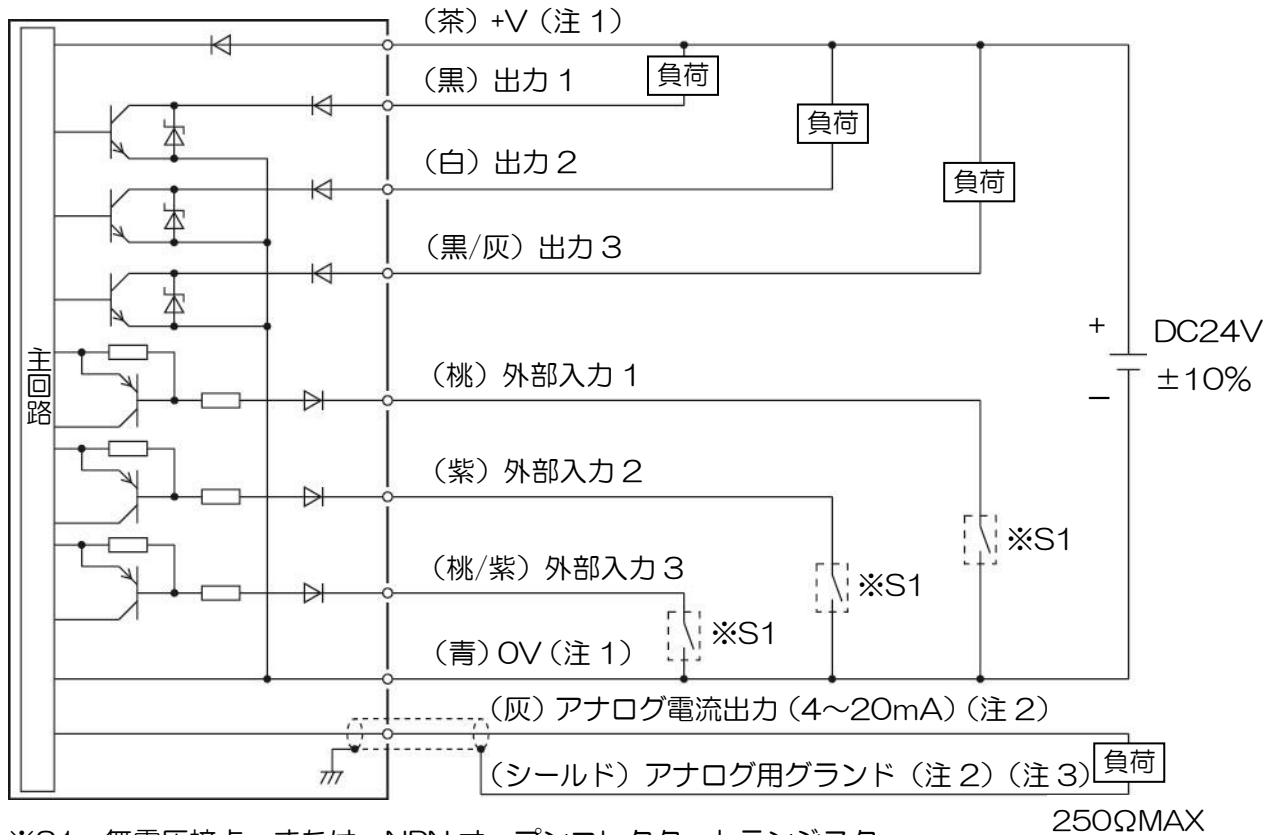 （茶）+V（注1）
負荷
（黒）出力1
負荷
（白）出力2
負荷
（黒/灰）出力3
+
DC24V
±10%
−
主回路
（桃）外部入力1
（紫）外部入力2
※S1
（桃/紫）外部入力3
※S1
※S1
（青）0V（注1）
（灰）アナログ電流出力（4～20mA）（注2）
（シールド）アナログ用グランド（注2）（注3）
負荷
250ΩMAX